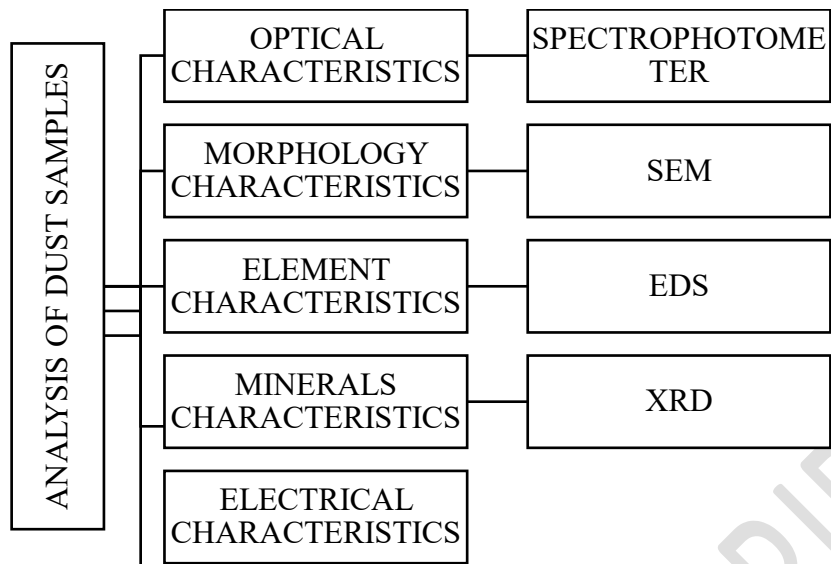 ANALYSIS OF DUST SAMPLES
OPTICAL
CHARACTERISTICS
SPECTROPHOTOME
TER
MORPHOLOGY
CHARACTERISTICS
SEM
ELEMENT
CHARACTERISTICS
EDS
MINERALS
CHARACTERISTICS
XRD
ELECTRICAL
CHARACTERISTICS